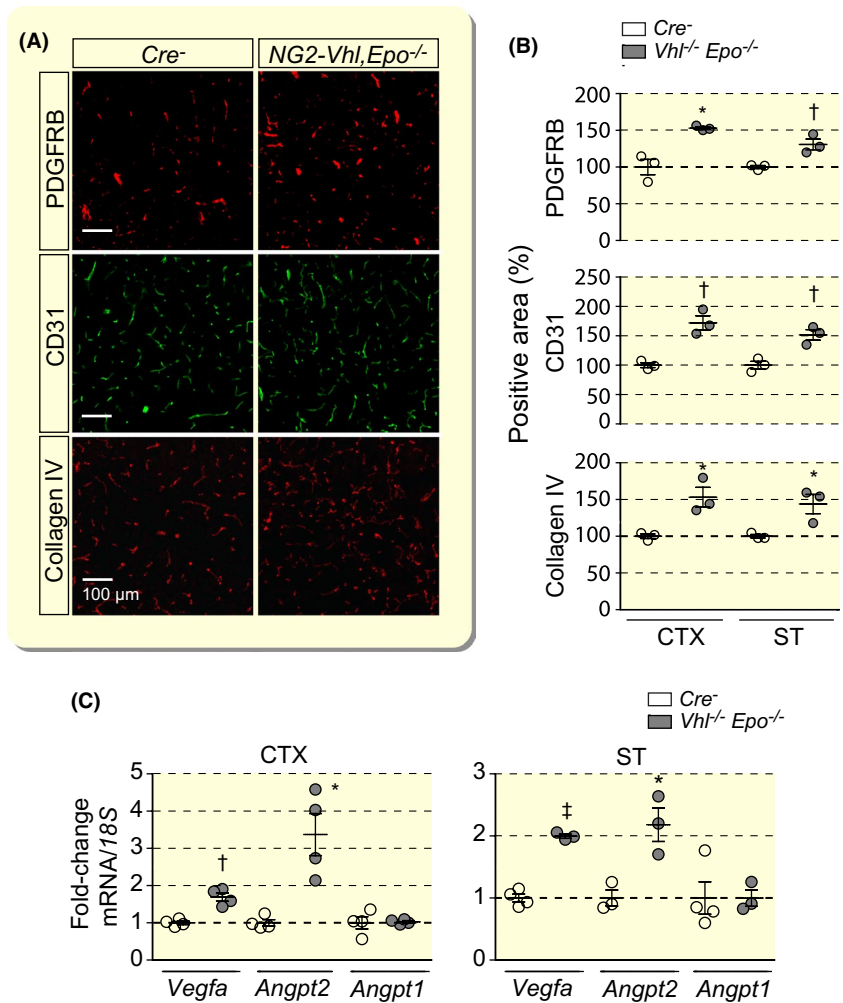 (A)
Cre-
NG2-Vhl,Epo-/-
PDGFRB
CD31
Collagen IV
100 µm
(B)
Cre-
Vhl-/- Epo-/-
Positive area (%)
PDGFRB
200
150
100
50
0
*
†
CD31
250
200
150
100
50
0
†
†
Collagen IV
200
150
100
50
0
*
*
CTX
ST
(C)
Cre-
Vhl-/- Epo-/-
CTX
Fold-change
mRNA/18S
5
4
3
2
1
0
†
*
Vegfa
Angpt2
Angpt1
ST
3
2
1
0
‡
*
Vegfa
Angpt2
Angpt1